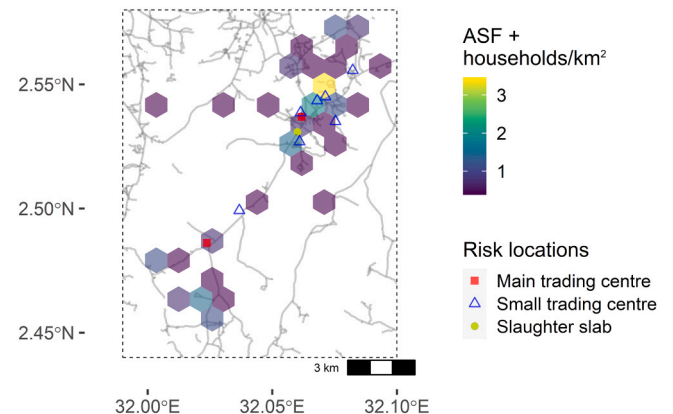 ASF +
households/km²
3
2
1
2.55°N
2.50°N
2.45°N
Risk locations
Main trading centre
Small trading centre
Slaughter slab
3 km
32.00°E
32.05°E
32.10°E